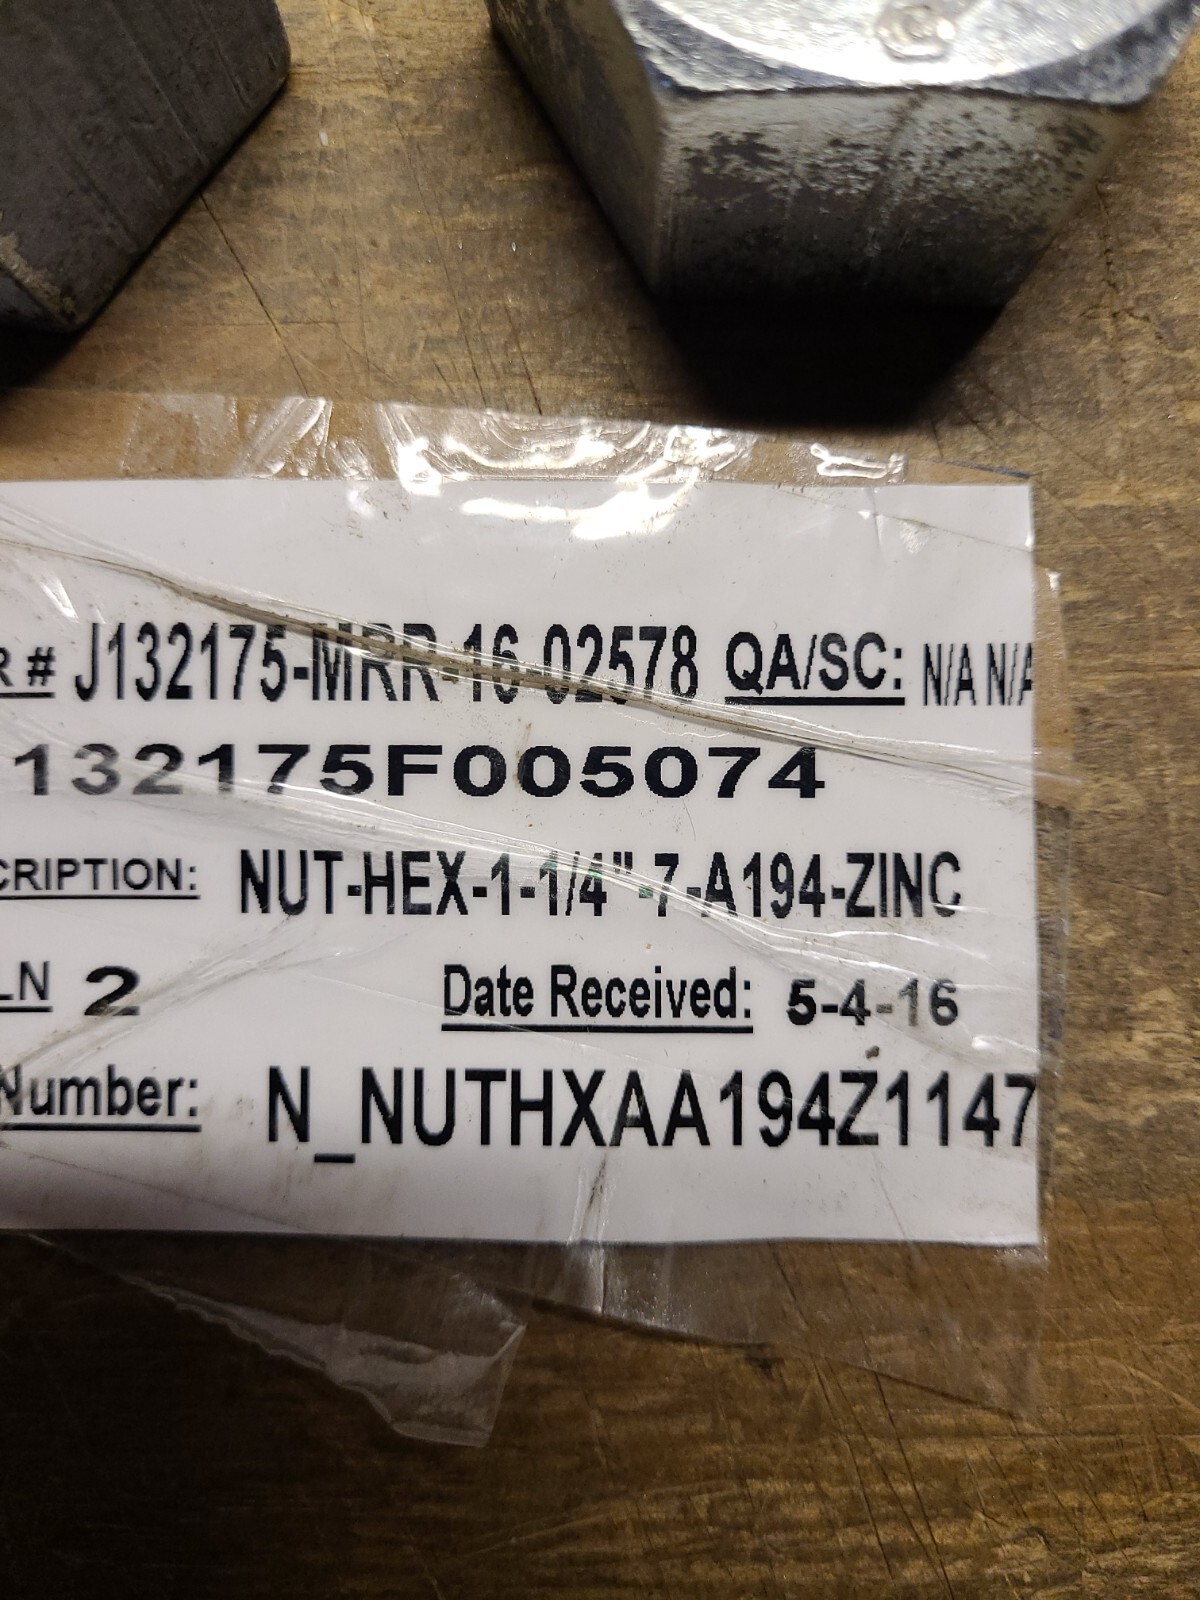 R # J132175-MRR-16-02578 QA/SC: N/A N/A
132175F005074
CRIPTION: NUT-HEX-1-1/4"-7-A194-ZINC
LN 2 Date Received: 5-4-16
Number: N_NUTHXAA194Z1147